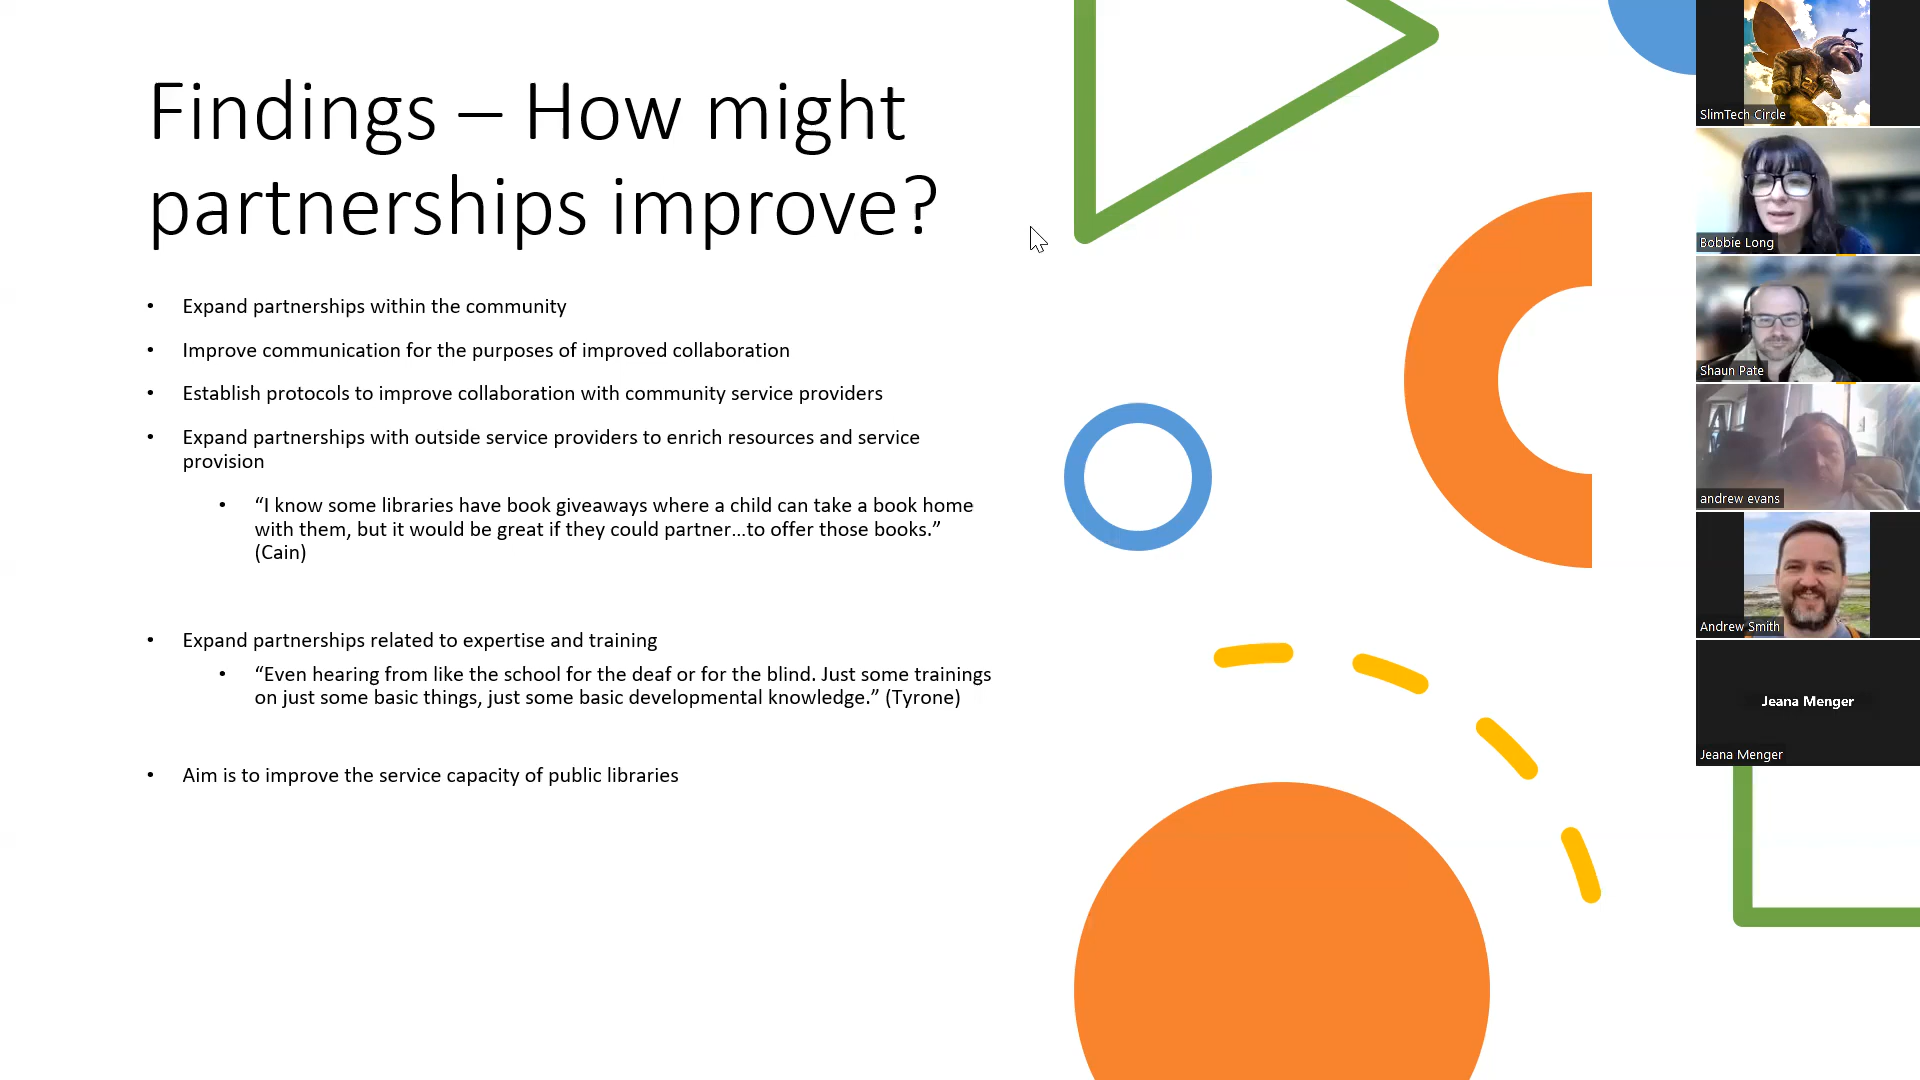 Findings – How might
partnerships improve?
• Expand partnerships within the community
• Improve communication for the purposes of improved collaboration
• Establish protocols to improve collaboration with community service providers
• Expand partnerships with outside service providers to enrich resources and service
provision
• “I know some libraries have book giveaways where a child can take a book home
with them, but it would be great if they could partner…to offer those books.”
(Cain)
• Expand partnerships related to expertise and training
• “Even hearing from like the school for the deaf or for the blind. Just some trainings
on just some basic things, just some basic developmental knowledge.” (Tyrone)
• Aim is to improve the service capacity of public libraries
SlimTech Circle
Bobbie Long
Shaun Pate
andrew evans
Andrew Smith
Jeana Menger
Jeana Menger